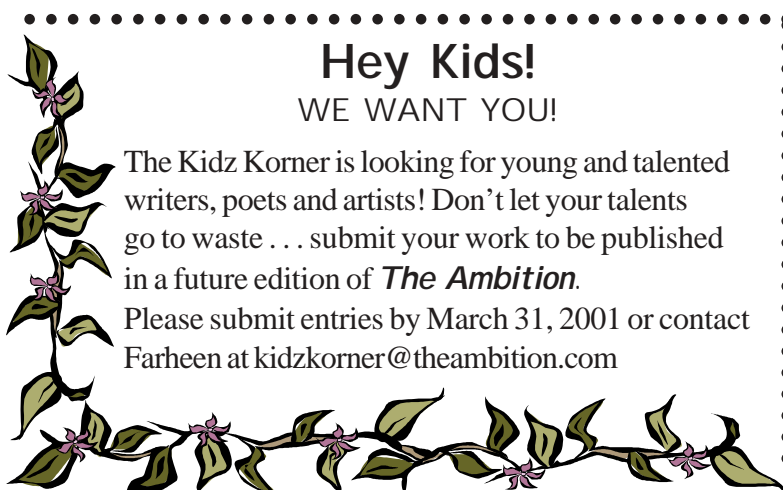 Hey Kids!
WE WANT YOU!
The Kidz Korner is looking for young and talented
writers, poets and artists! Don’t let your talents
go to waste . . . submit your work to be published
in a future edition of The Ambition.
Please submit entries by March 31, 2001 or contact
Farheen at kidzkorner@theambition.com